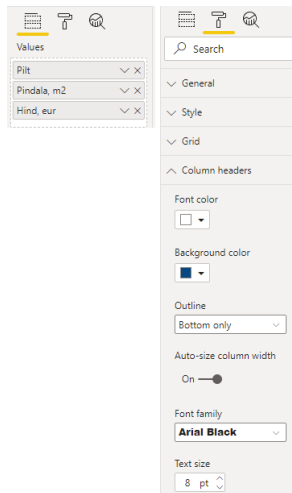 Values
Pilt
Pindala, m2
Hind, eur
Search
General
Style
Grid
Column headers
Font color
Background color
Outline
Bottom only
Auto-size column width
On
Font family
Arial Black
Text size
8 pt